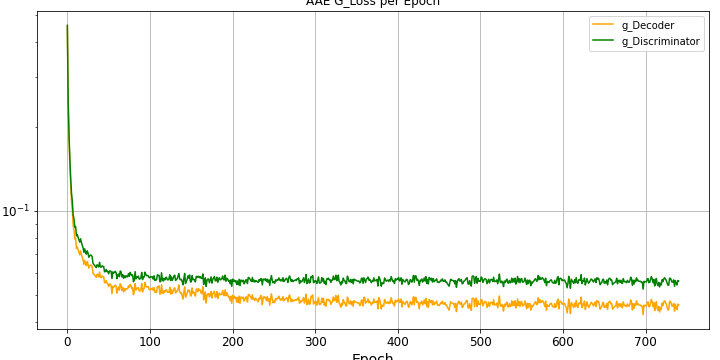 AAE G_Loss per Epoch
g_Decoder
g_Discriminator
10⁻¹
0 100 200 300 400 500 600 700
Epoch